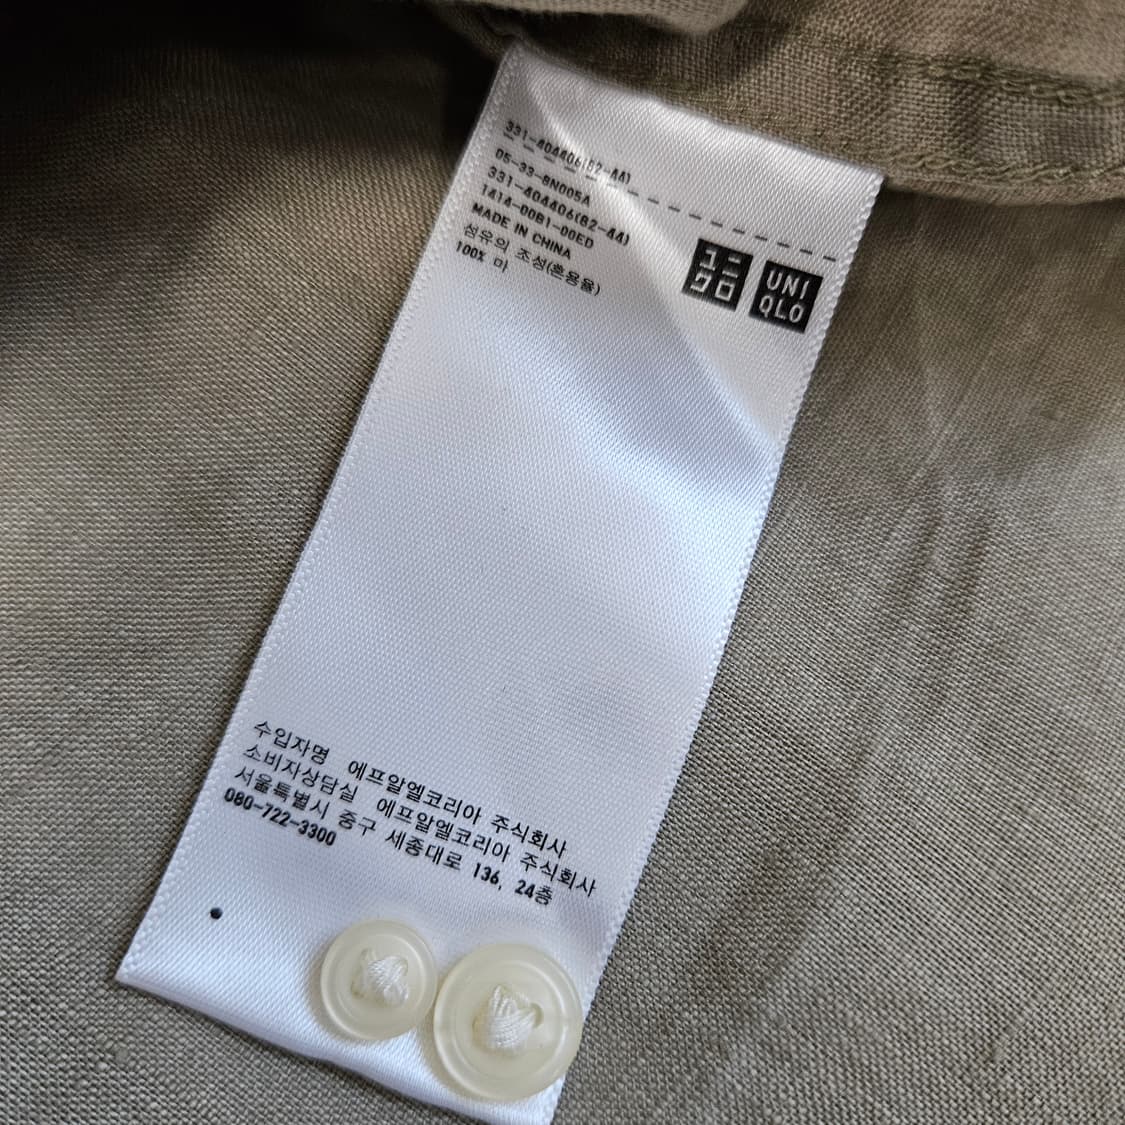 331-404406(82-44)
05-33-8N005A
331-404406(82-44)
1414-00B1-00ED
MADE IN CHINA
섬유의 조성(혼용율)
100% 마
ユニ
クロ
UNI
QLO
수입자명 에프알엘코리아 주식회사
소비자상담실 에프알엘코리아 주식회사
서울특별시 중구 세종대로 136, 24층
080-722-3300